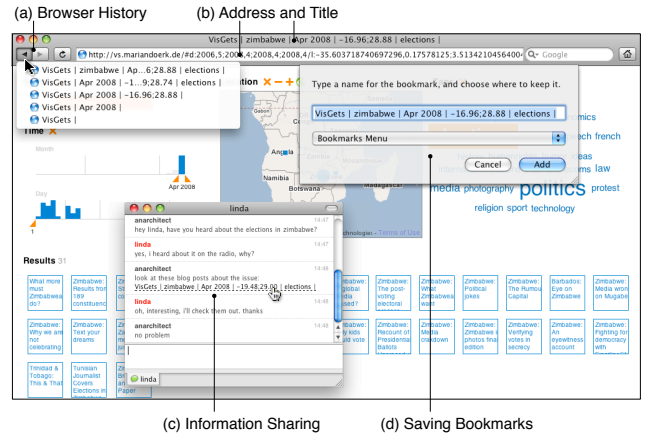 (a) Browser History
(b) Address and Title
VisGets | zimbabwe | Apr 2008 | -16.96;28.88 | elections |
http://vs.mariandoerk.de/#d:2006,5;2008,4;2008,4;2008,4/l:-35.603718740697296,0.17578125;3.5134210456400
Google
VisGets | zimbabwe | Ap...6;28.88 | elections |
VisGets | Apr 2008 | -1...9;28.74 | elections |
VisGets | Apr 2008 | -16.96;28.88 |
VisGets | Apr 2008 |
VisGets |
Type a name for the bookmark, and choose where to keep it.
VisGets | zimbabwe | Apr 2008 | -16.96;28.88 | elections |
Bookmarks Menu
Cancel
Add
Time
Month
Apr 2008
Day
1
Angola
Namibia
Botswana
Madagascar
Terms of Use
french
law
media photography politics protest
religion sport technology
linda
anarchitect 14:47
hey linda, have you heard about the elections in zimbabwe?
linda 14:47
yes, i heard about it on the radio, why?
anarchitect 14:48
look at these blog posts about the issue:
VisGets | zimbabwe | Apr 2008 | -19.48;29.00 | elections |
linda 14:48
oh, interesting, i'll check them out. thanks
anarchitect 14:48
no problem
linda
Results 31
What more must Zimbabweans do?
Zimbabwe: Results from 189
Zimbabwe: The post-voting electoral
Zimbabwe: Political jokes
Zimbabwe: The Rumour Capital
Barbados: Eye on Zimbabwe
Zimbabwe: Media wron on Mugabe
Zimbabwe: Why we are not celebrating
Zimbabwe: Text your dreams
Zimbabwe: Recount of Presidential Ballots
Zimbabwe: Media crackdown
Zimbabwe in photos final edition
Zimbabwe: Verifying votes in secrecy
Zimbabwe: An eyewitness account
Zimbabwe: Fighting for democracy with
Trinidad & Tobago: This & That
Tunisian Journalist Covers Elections in
(c) Information Sharing
(d) Saving Bookmarks